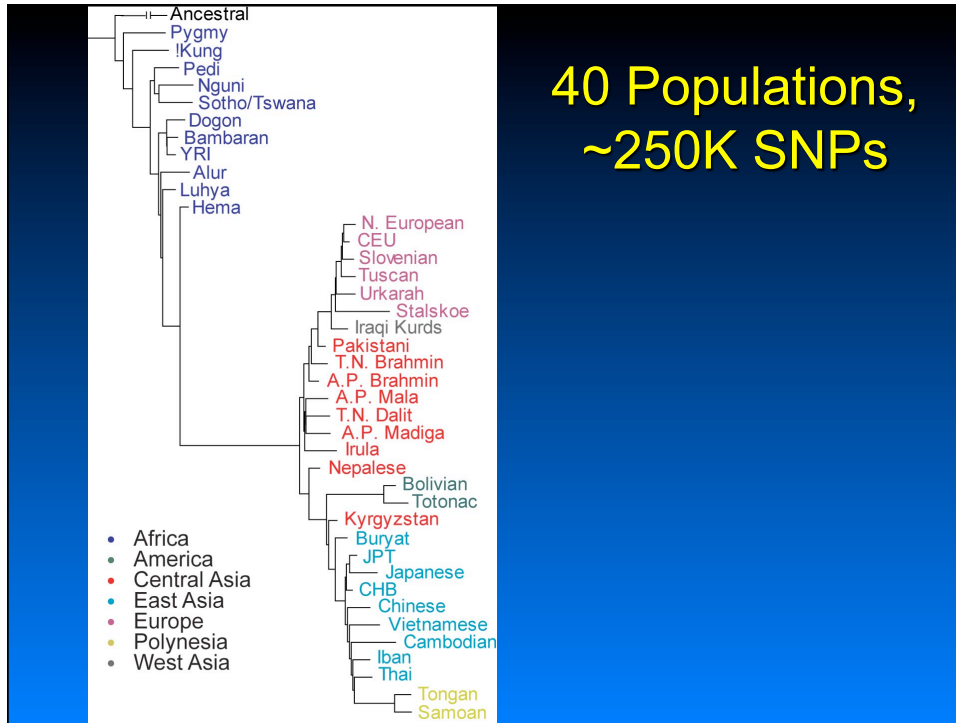 Ancestral
Pygmy
!Kung
Pedi
Nguni
Sotho/Tswana
Dogon
Bambaran
YRI
Alur
Luhya
Hema
N. European
CEU
Slovenian
Tuscan
Urkarah
Stalskoe
Iraqi Kurds
Pakistani
T.N. Brahmin
A.P. Brahmin
A.P. Mala
T.N. Dalit
A.P. Madiga
Irula
Nepalese
Bolivian
Totonac
Kyrgyzstan
Buryat
JPT
Japanese
CHB
Chinese
Vietnamese
Cambodian
Iban
Thai
Tongan
Samoan
Africa
America
Central Asia
East Asia
Europe
Polynesia
West Asia
40 Populations,
~250K SNPs